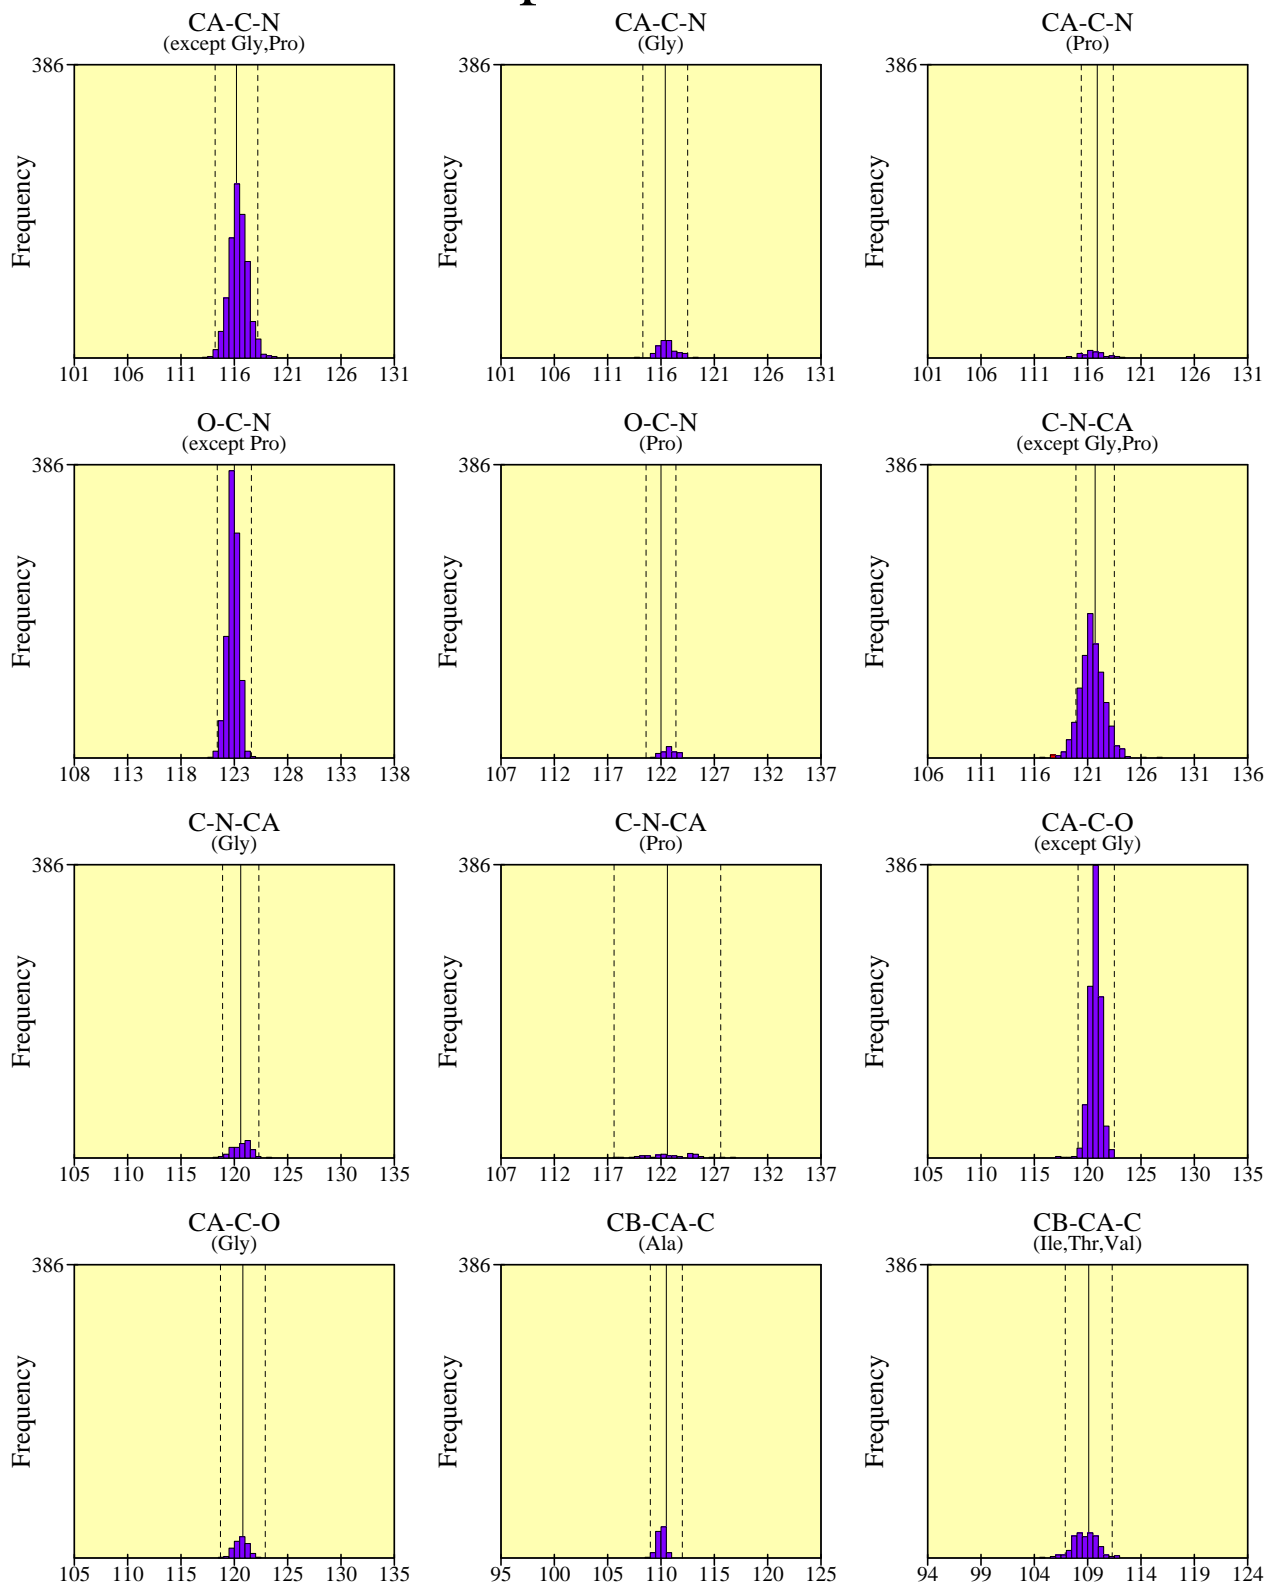 CA-C-N CA-C-N CA-C-N
(except Gly,Pro) (Gly) (Pro)
386 386 386
Frequency Frequency Frequency
101 106 111 116 121 126 131 101 106 111 116 121 126 131 101 106 111 116 121 126 131
O-C-N O-C-N C-N-CA
(except Pro) (Pro) (except Gly,Pro)
386 386 386
Frequency Frequency Frequency
108 113 118 123 128 133 138 107 112 117 122 127 132 137 106 111 116 121 126 131 136
C-N-CA C-N-CA CA-C-O
(Gly) (Pro) (except Gly)
386 386 386
Frequency Frequency Frequency
105 110 115 120 125 130 135 107 112 117 122 127 132 137 105 110 115 120 125 130 135
CA-C-O CB-CA-C CB-CA-C
(Gly) (Ala) (Ile,Thr,Val)
386 386 386
Frequency Frequency Frequency
105 110 115 120 125 130 135 95 100 105 110 115 120 125 94 99 104 109 114 119 124